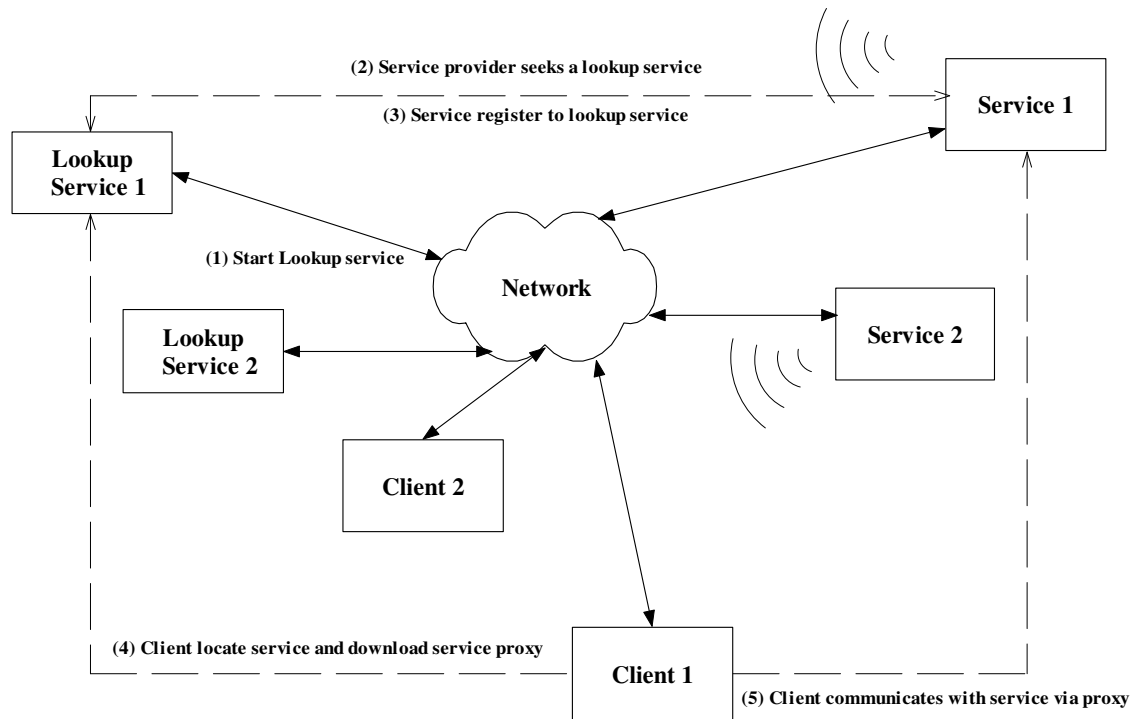 (2) Service provider seeks a lookup service
Service 1
(3) Service register to lookup service
Lookup
Service 1
(1) Start Lookup service
Network
Lookup
Service 2
Service 2
Client 2
(4) Client locate service and download service proxy
Client 1
(5) Client communicates with service via proxy